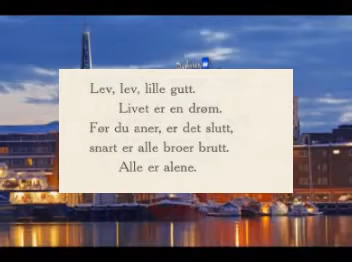 Lev, lev, lille gutt.
Livet er en drøm.
Før du aner, er det slutt,
snart er alle broer brutt.
Alle er alene.